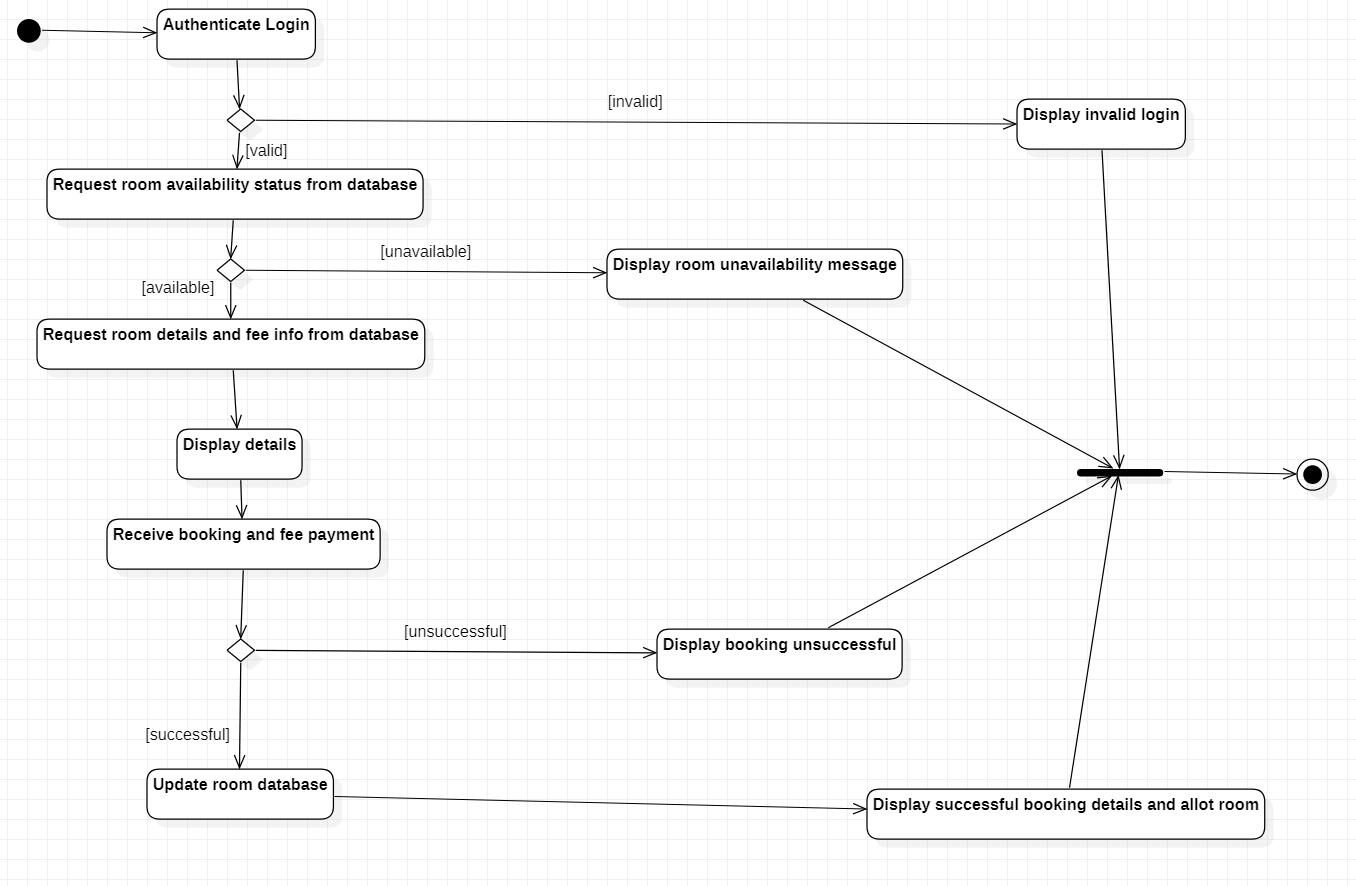 Authenticate Login
[invalid]
Display invalid login
[valid]
Request room availability status from database
[unavailable]
Display room unavailability message
[available]
Request room details and fee info from database
Display details
Receive booking and fee payment
[unsuccessful]
Display booking unsuccessful
[successful]
Update room database
Display successful booking details and allot room